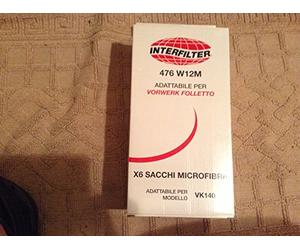 INTERFILTER
476 W12M
ADATTABILE PER
VORWERK FOLLETTO
X6 SACCHI MICROFIBRA
ADATTABILE PER
MODELLO VK140